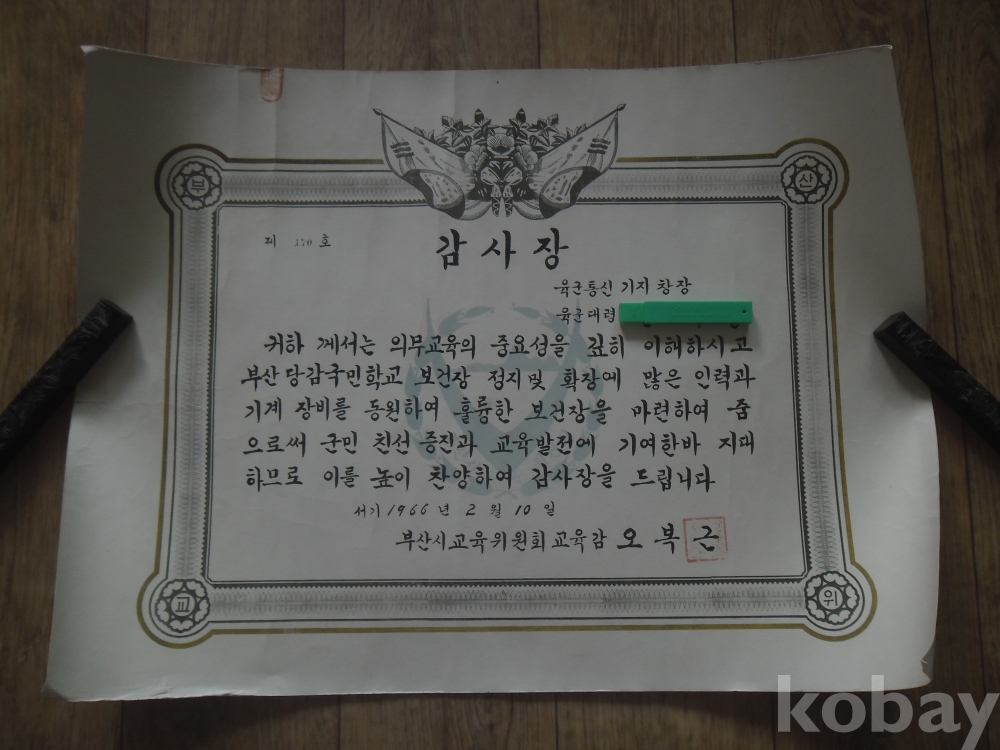 부 산
제 370 호
감사장
육군통신 기지 창장
육군대령
귀하 께서는 의무교육의 중요성을 깊히 이해하시고
부산당감국민학교 보건장 정지및 확장에 많은 인력과
기계 장비를 동원하여 훌륭한 보건장을 마련하여 줌
으로써 군민 친선 증진과 교육발전에 기여한바 지대
하므로 이를 높이 찬양하여 감사장을 드립니다
서기 1966 년 2 월 10 일
부산시교육위원회교육감 오복근
교 위
kobay